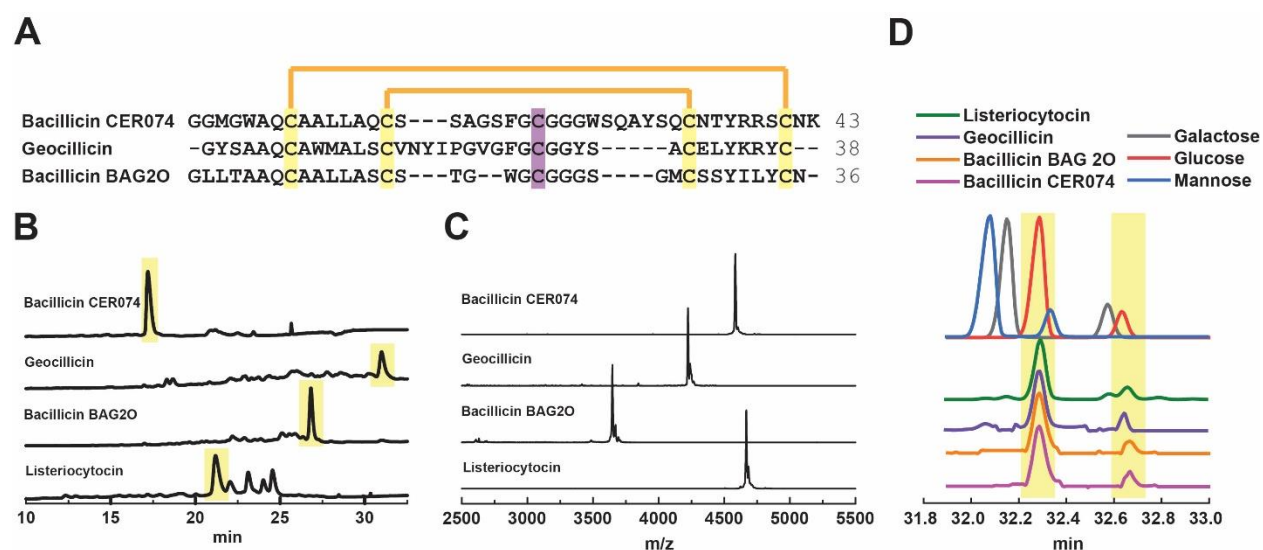 A
Bacillicin CER074 GGMGWAQCAALLAQCS---SAGSFGCGGGWSQAYSQCNTYRRSCNK 43
Geocillicin -GYSAAQCAWMALSCVNYIPGVGFGCGGYS-----ACELYKRYC-- 38
Bacillicin BAG2O GLLTAAQCAALLASCS---TG--WGCGGGS----GMCSSYILYCN- 36
D
Listeriocytocin
Geocillicin Galactose
Bacillicin BAG 2O Glucose
Bacillicin CER074 Mannose
B
Bacillicin CER074
Geocillicin
Bacillicin BAG2O
Listeriocytocin
10 15 20 25 30
min
C
Bacillicin CER074
Geocillicin
Bacillicin BAG2O
Listeriocytocin
2500 3000 3500 4000 4500 5000 5500
m/z
31.8 32.0 32.2 32.4 32.6 32.8 33.0
min